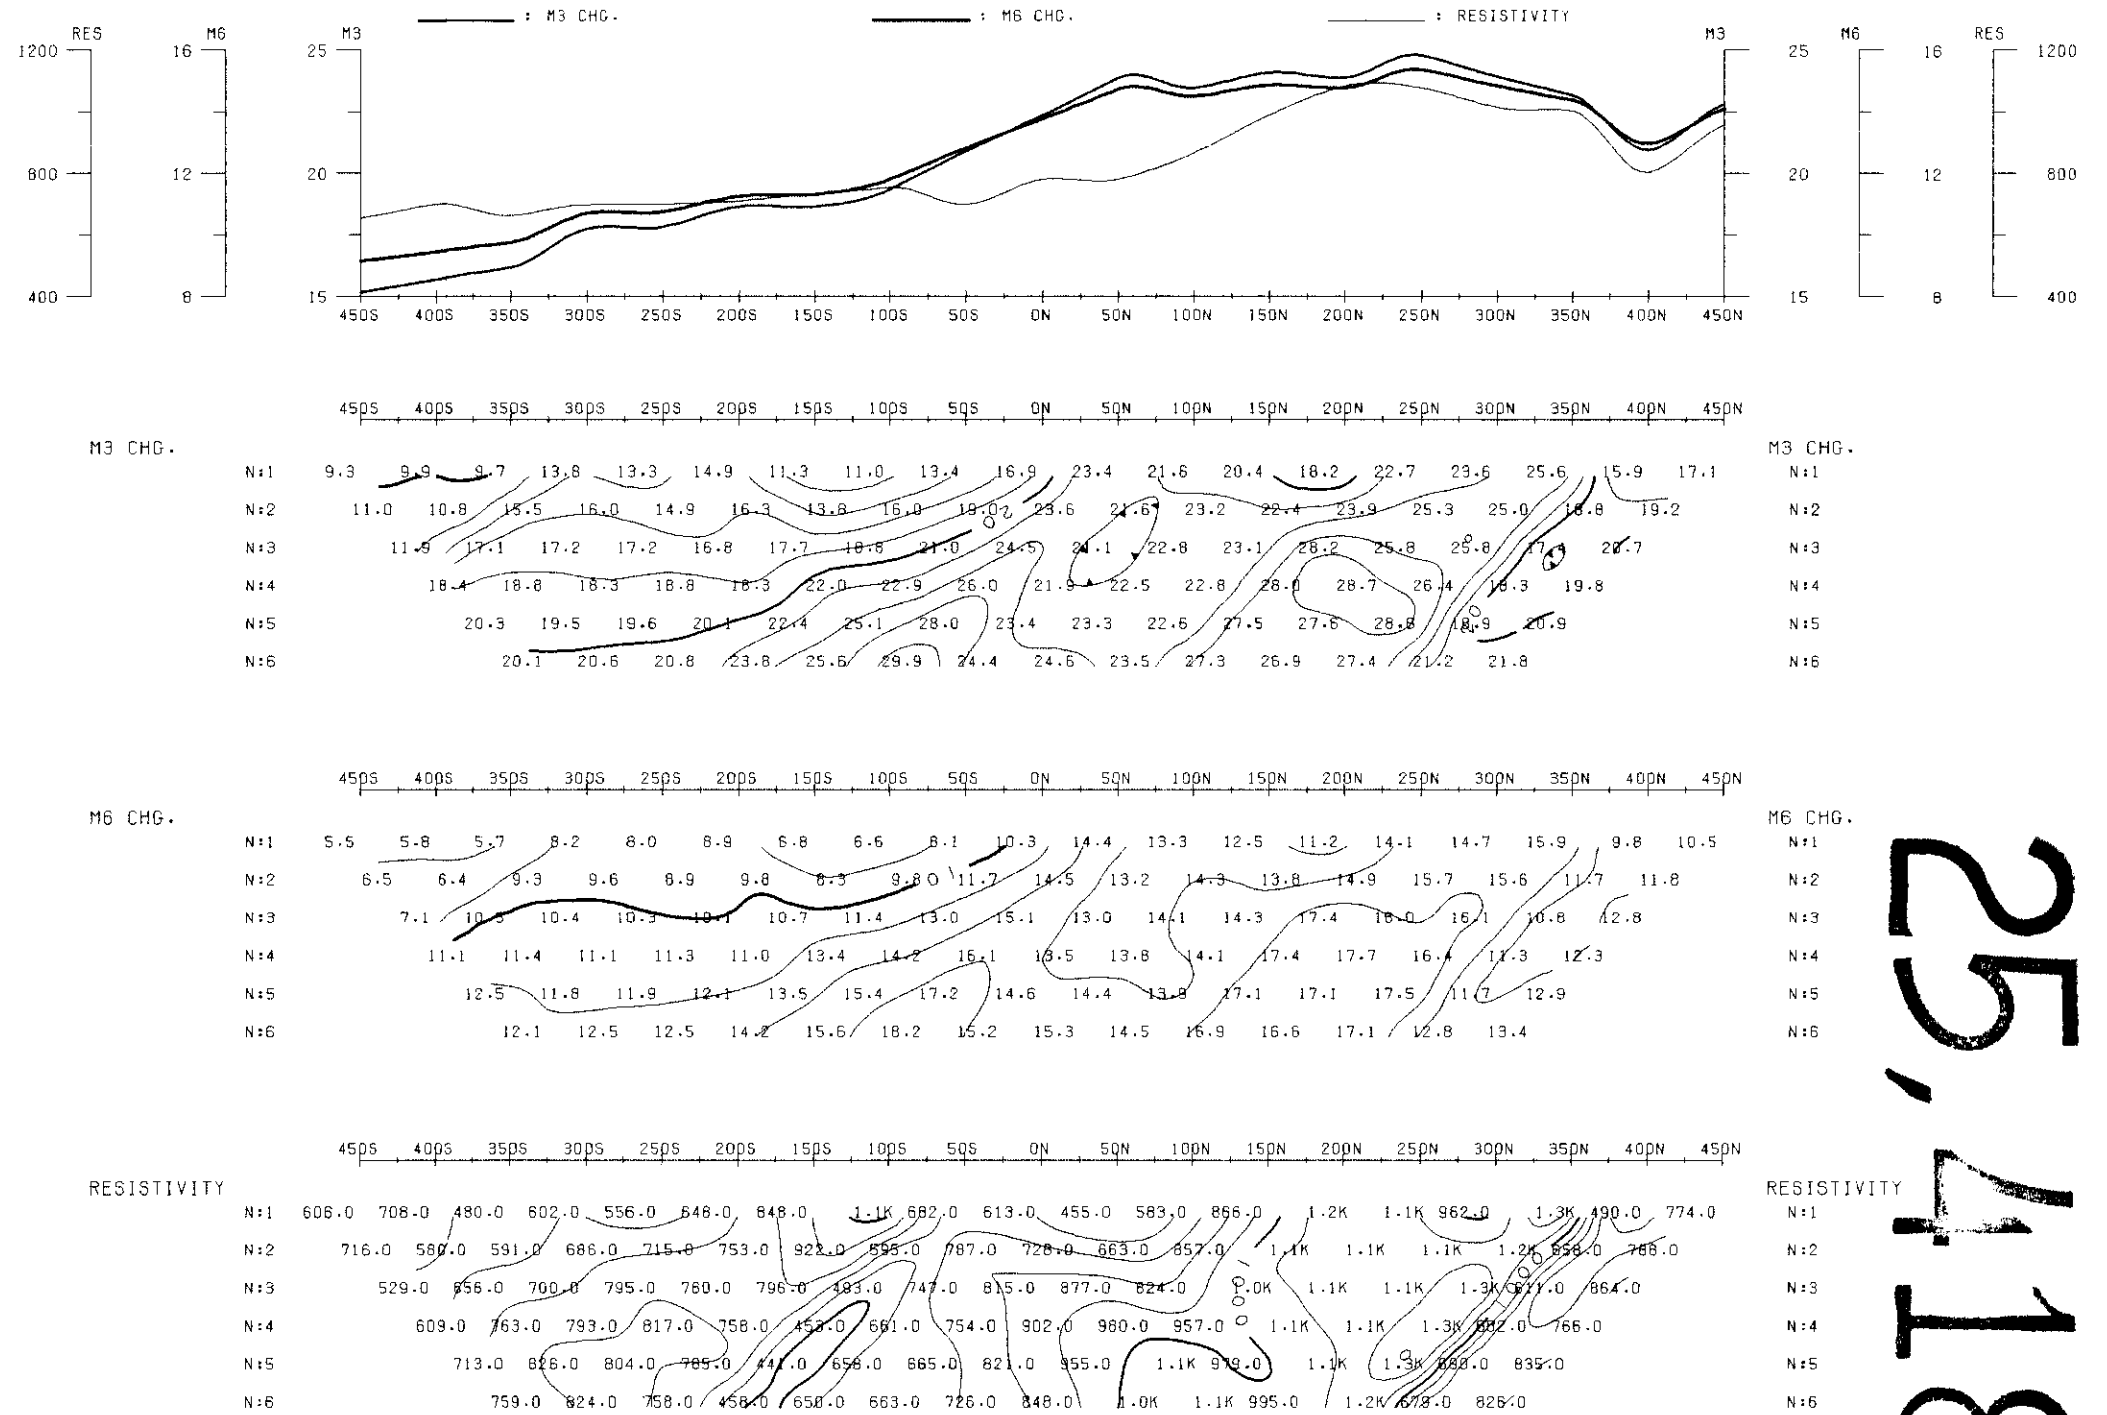 ——— : M3 CHG. ——— : M6 CHG. ——— : RESISTIVITY
RES M6 M3 M3 M6 RES
1200 16 25 25 16 1200
800 12 20 20 12 800
400 8 15 15 8 400
450S 400S 350S 300S 250S 200S 150S 100S 50S 0N 50N 100N 150N 200N 250N 300N 350N 400N 450N
450S 400S 350S 300S 250S 200S 150S 100S 50S 0N 50N 100N 150N 200N 250N 300N 350N 400N 450N
M3 CHG. M3 CHG.
N:1 9.3 9.9 9.7 13.8 13.3 14.9 11.3 11.0 13.4 16.9 23.4 21.6 20.4 18.2 22.7 23.6 25.6 15.9 17.1 N:1
N:2 11.0 10.8 15.5 16.0 14.9 16.3 13.8 16.0 19.0 23.6 21.6 23.2 22.4 23.9 25.3 25.0 18.8 19.2 N:2
N:3 11.9 17.1 17.2 17.2 16.8 17.7 18.8 21.0 24.5 21.1 22.8 23.1 28.2 25.8 25.8 17.4 20.7 N:3
N:4 18.4 18.8 18.3 18.8 18.3 22.0 22.9 26.0 21.9 22.5 22.8 28.0 28.7 26.4 18.3 19.8 N:4
N:5 20.3 19.5 19.6 20.1 22.4 25.1 28.0 23.4 23.3 22.6 27.5 27.6 28.8 18.9 20.9 N:5
N:6 20.1 20.6 20.8 23.8 25.6 29.9 24.4 24.6 23.5 27.3 26.9 27.4 21.2 21.8 N:6
450S 400S 350S 300S 250S 200S 150S 100S 50S 0N 50N 100N 150N 200N 250N 300N 350N 400N 450N
M6 CHG. M6 CHG.
N:1 5.5 5.8 5.7 8.2 8.0 8.9 6.8 6.6 8.1 10.3 14.4 13.3 12.5 11.2 14.1 14.7 15.9 9.8 10.5 N:1
N:2 6.5 6.4 9.3 9.6 8.9 9.8 8.3 9.8 11.7 14.5 13.2 14.3 13.8 14.9 15.7 15.6 11.7 11.8 N:2
N:3 7.1 10.3 10.4 10.3 10.1 10.7 11.4 13.0 15.1 13.0 14.1 14.3 17.4 16.0 16.1 10.8 12.8 N:3
N:4 11.1 11.4 11.1 11.3 11.0 13.4 14.2 16.1 13.5 13.8 14.1 17.4 17.7 16.4 11.3 12.3 N:4
N:5 12.5 11.8 11.9 12.1 13.5 15.4 17.2 14.6 14.4 13.9 17.1 17.1 17.5 11.7 12.9 N:5
N:6 12.1 12.5 12.5 14.2 15.6 18.2 15.2 15.3 14.5 16.9 16.6 17.1 12.8 13.4 N:6
450S 400S 350S 300S 250S 200S 150S 100S 50S 0N 50N 100N 150N 200N 250N 300N 350N 400N 450N
RESISTIVITY RESISTIVITY
N:1 606.0 708.0 480.0 602.0 556.0 646.0 848.0 1.1K 682.0 613.0 455.0 583.0 866.0 1.2K 1.1K 962.0 1.3K 490.0 774.0 N:1
N:2 716.0 580.0 591.0 686.0 715.0 753.0 922.0 595.0 787.0 728.0 663.0 857.0 1.1K 1.1K 1.1K 1.2K 658.0 788.0 N:2
N:3 529.0 656.0 700.0 795.0 760.0 796.0 493.0 747.0 815.0 877.0 824.0 1.0K 1.1K 1.1K 1.3K 611.0 864.0 N:3
N:4 609.0 763.0 793.0 817.0 758.0 453.0 661.0 754.0 902.0 980.0 957.0 1.1K 1.1K 1.3K 766.0 N:4
N:5 713.0 826.0 804.0 785.0 441.0 658.0 665.0 821.0 955.0 1.1K 979.0 1.1K 1.3K 835.0 N:5
N:6 759.0 824.0 758.0 458.0 650.0 663.0 726.0 848.0 1.0K 1.1K 995.0 1.2K 679.0 826.0 N:6
25,418